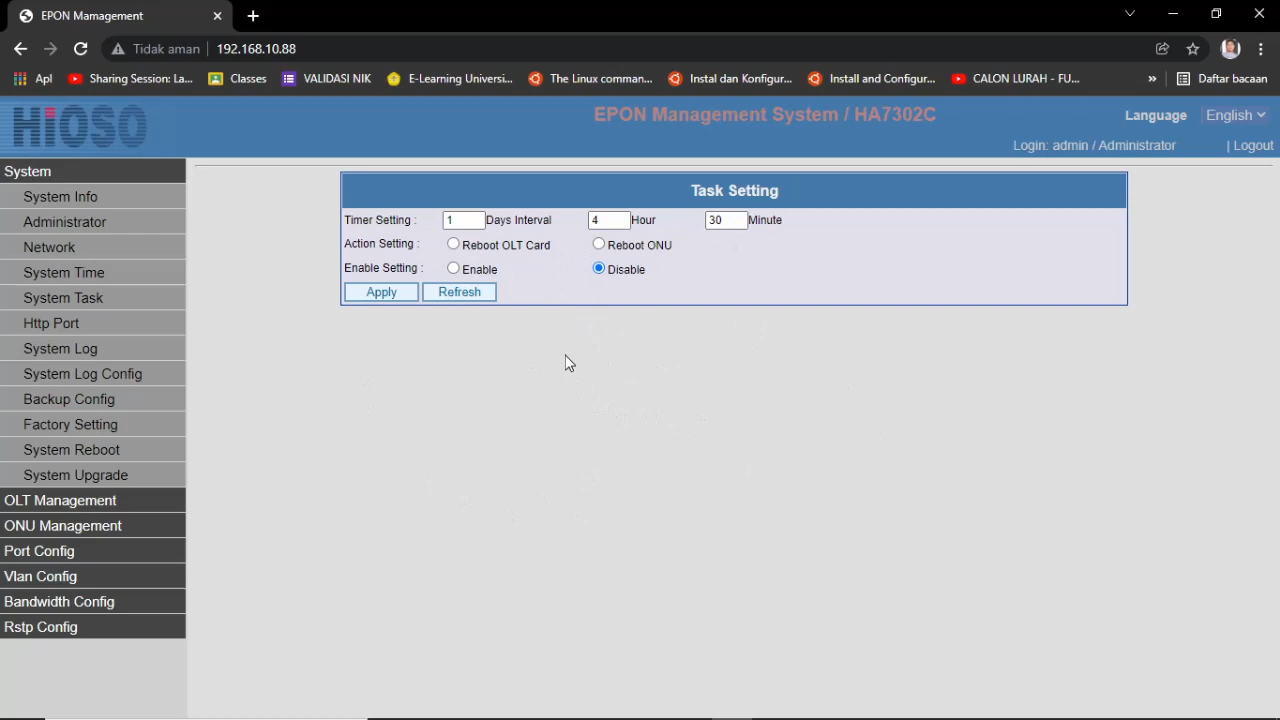 EPON Mamagement
Tidak aman 192.168.10.88
Apl Sharing Session: La... Classes VALIDASI NIK E-Learning Universi... The Linux comman... Instal dan Konfigur... Install and Configur... CALON LURAH - FU... » Daftar bacaan
HiOSO EPON Management System / HA7302C Language English
Login: admin / Administrator | Logout
System
System Info
Administrator
Network
System Time
System Task
Http Port
System Log
System Log Config
Backup Config
Factory Setting
System Reboot
System Upgrade
OLT Management
ONU Management
Port Config
Vlan Config
Bandwidth Config
Rstp Config
Task Setting
Timer Setting : 1 Days Interval 4 Hour 30 Minute
Action Setting : Reboot OLT Card Reboot ONU
Enable Setting : Enable Disable
Apply Refresh